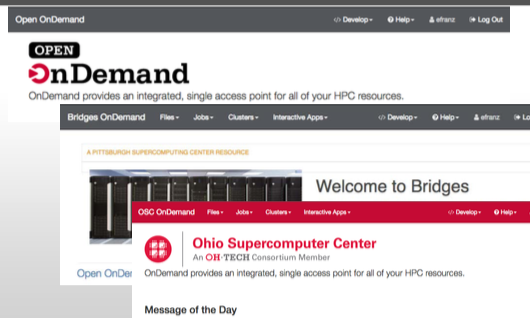 Open OnDemand </> Develop Help efranz Log Out
OPEN
OnDemand
OnDemand provides an integrated, single access point for all of your HPC resources.
Bridges OnDemand Files Jobs Clusters Interactive Apps </> Develop Help efranz Lo
A PITTSBURGH SUPERCOMPUTING CENTER RESOURCE
Welcome to Bridges
OSC OnDemand Files Jobs Clusters Interactive Apps </> Develop Help
Ohio Supercomputer Center
An OH·TECH Consortium Member
Open OnDe
OnDemand provides an integrated, single access point for all of your HPC resources.
Message of the Day